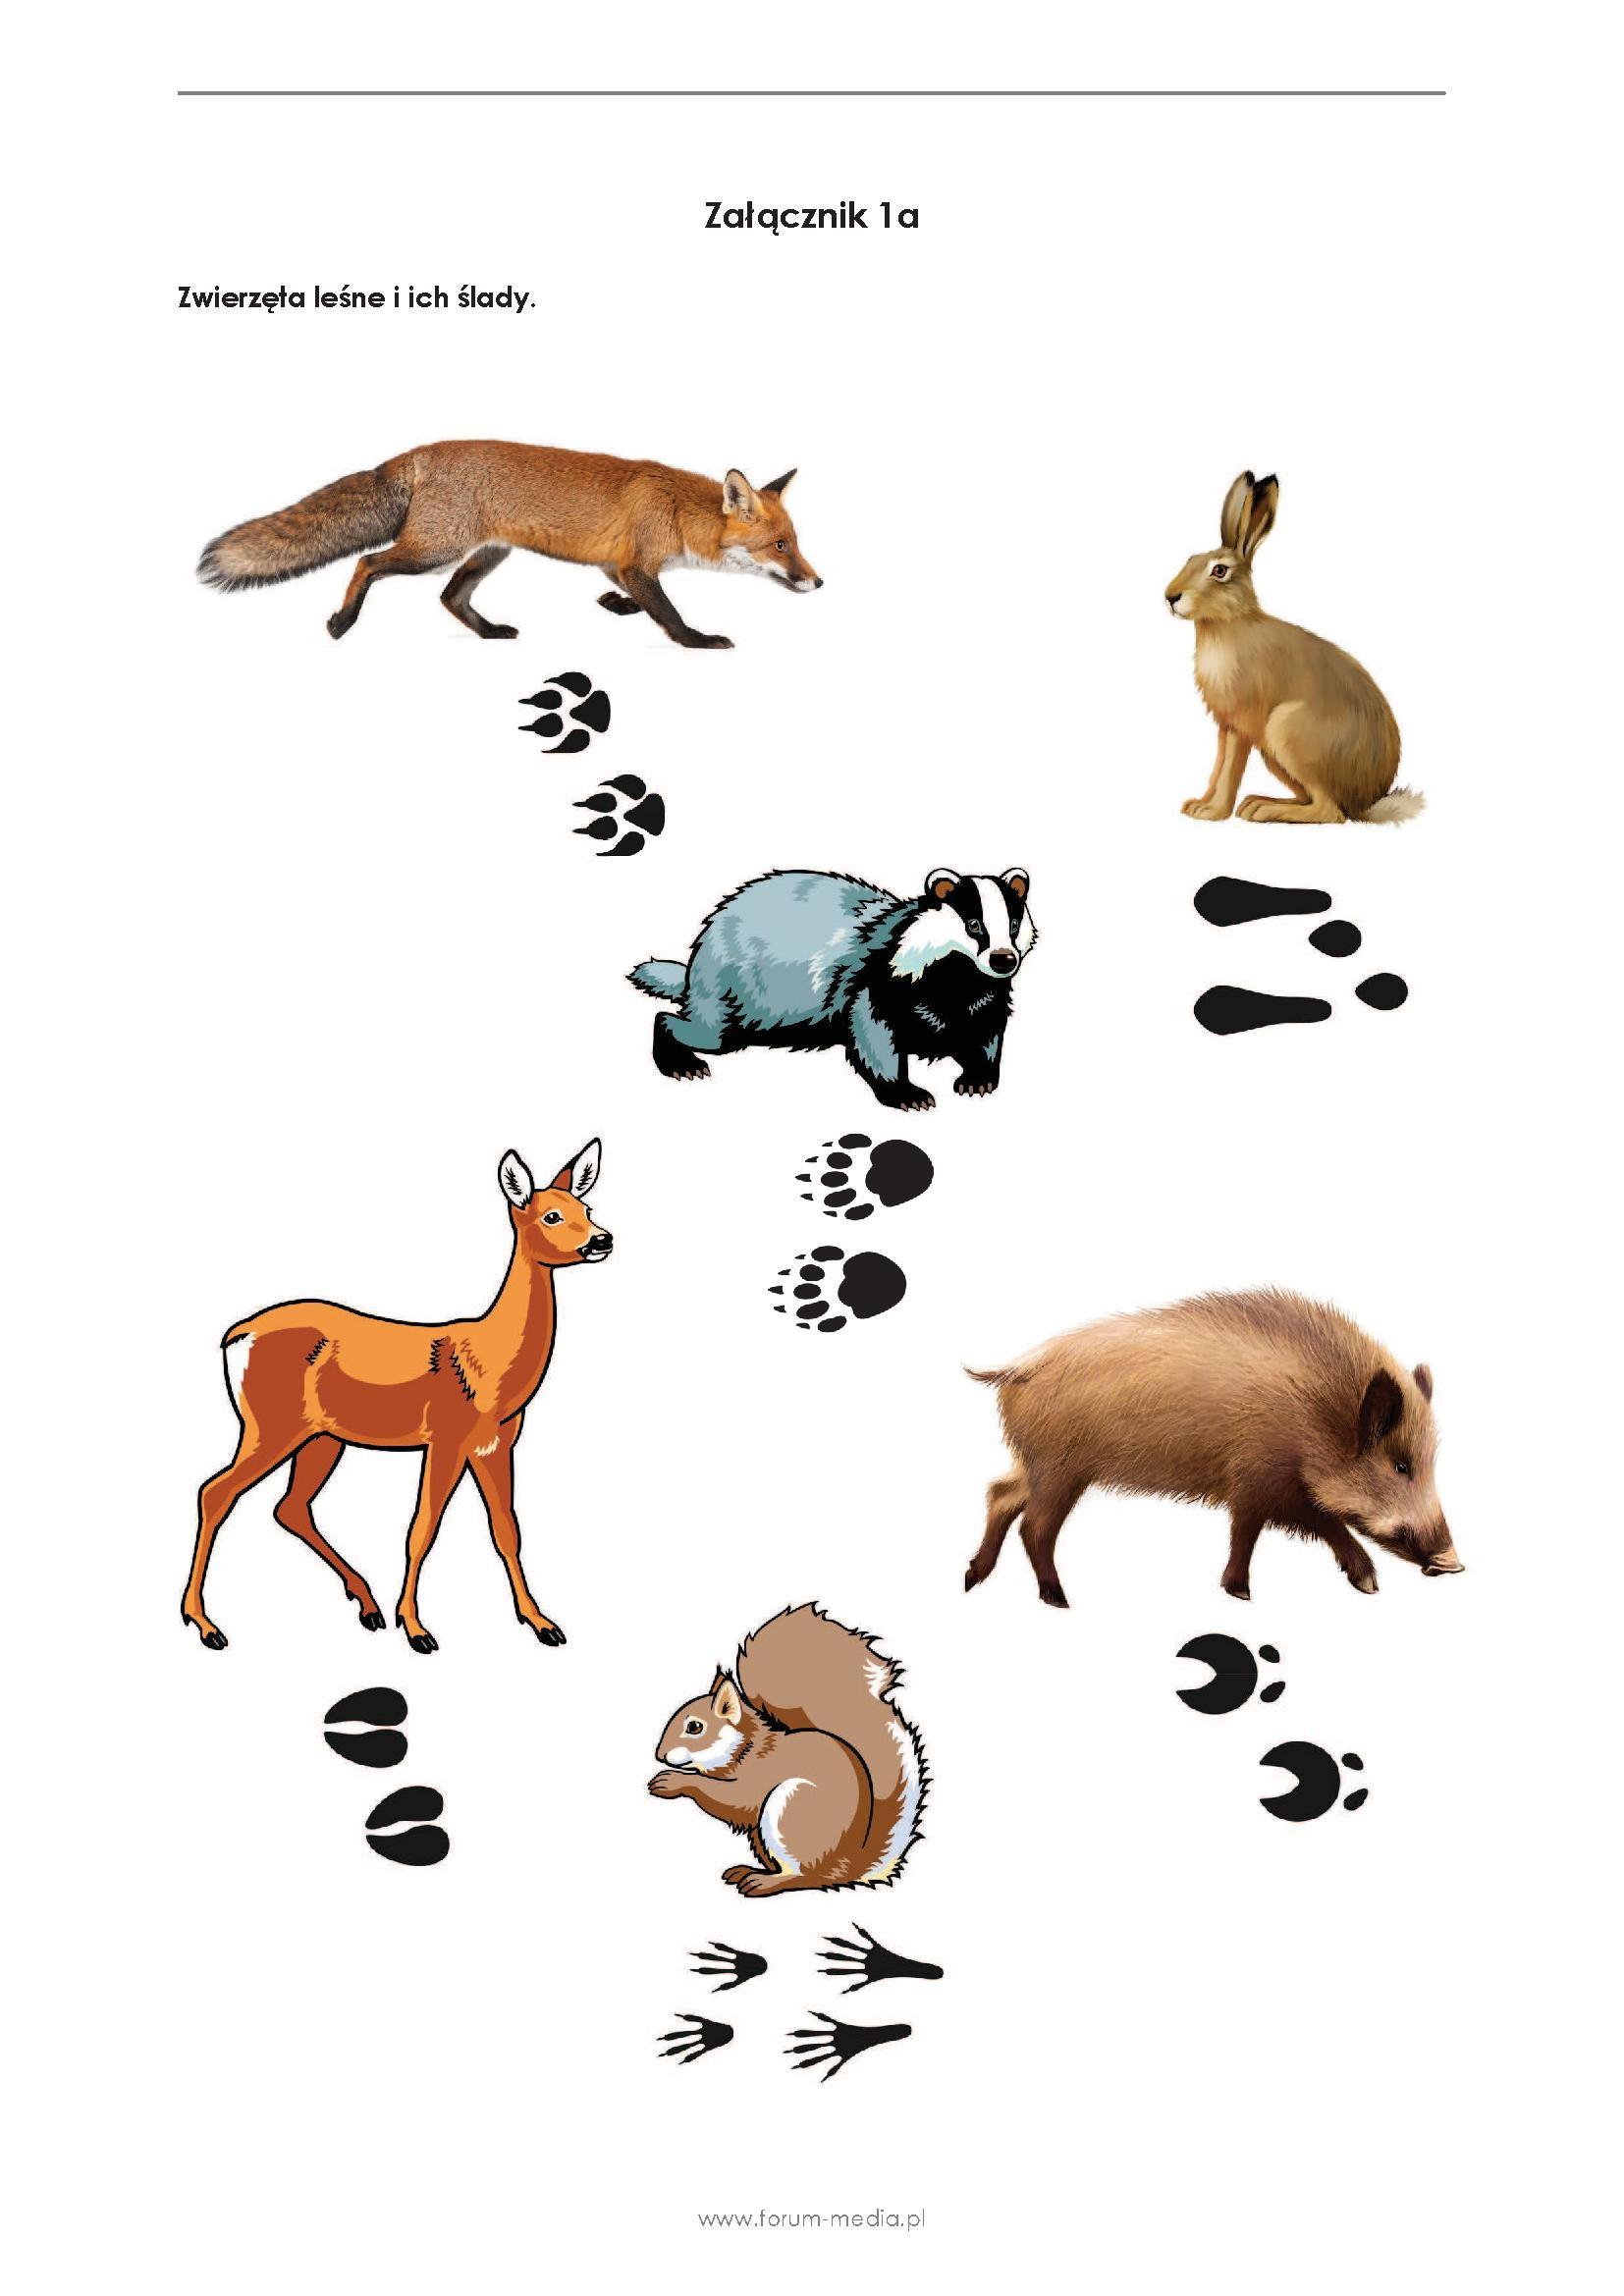 Załącznik 1a
Zwierzęta leśne i ich ślady.
www.forum-media.pl